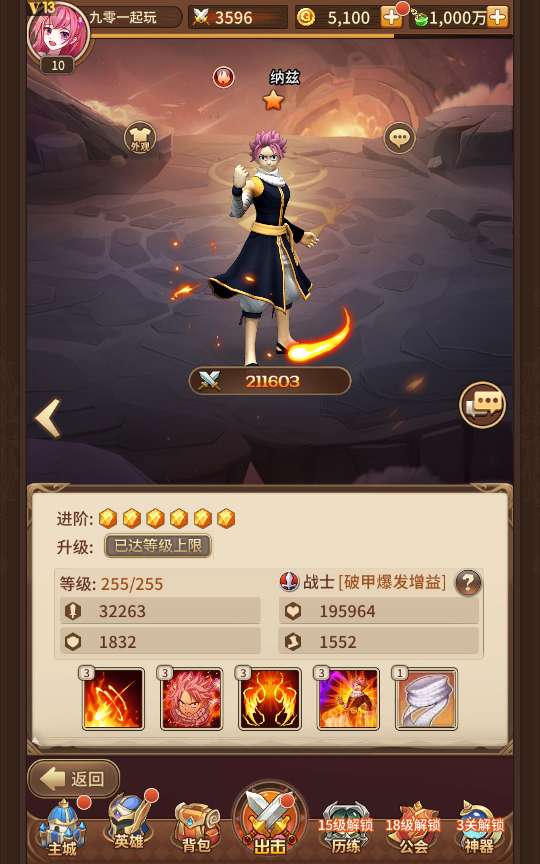 V13
九零一起玩
3596
5,100
1,000万
10
纳兹
外观
211603
进阶:
升级: 已达等级上限
等级: 255/255
战士 [破甲爆发增益]
?
32263
195964
1832
1552
3
3
3
3
1
返回
15级解锁
18级解锁
3关解锁
主城
英雄
背包
出击
历练
公会
神器